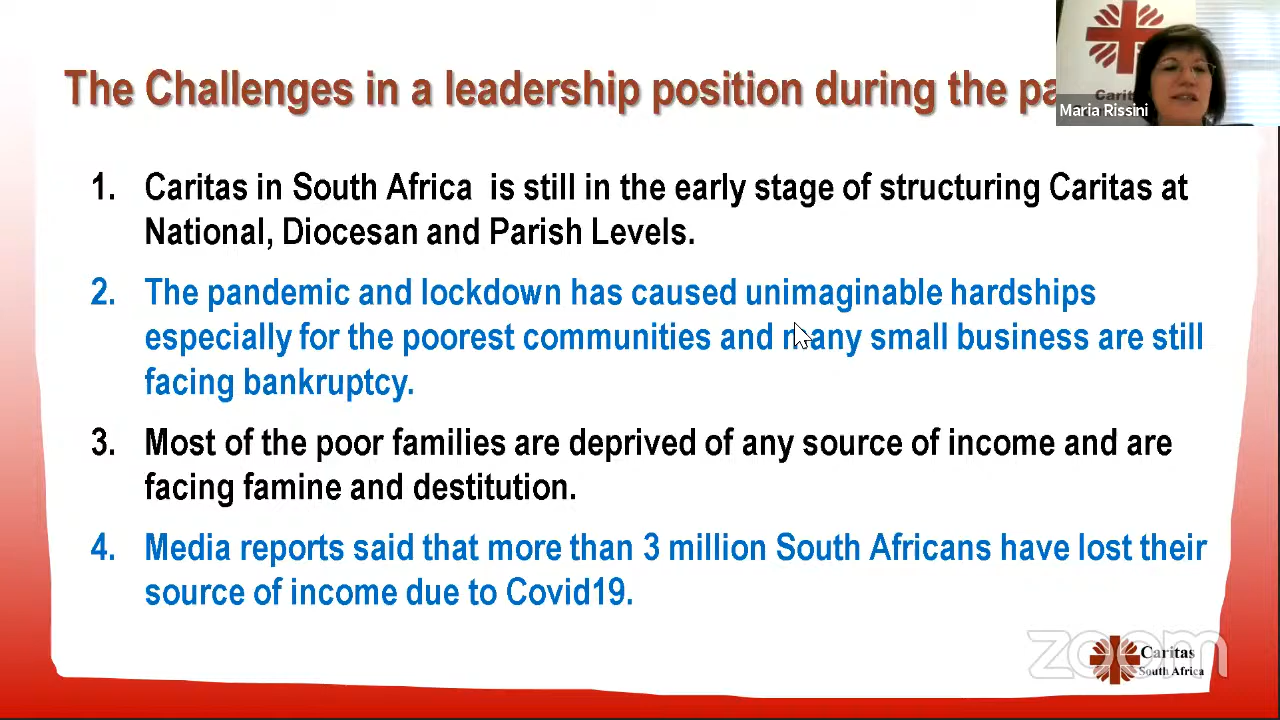 The Challenges in a leadership position during the pa
Carit
Maria Rissini
1. Caritas in South Africa is still in the early stage of structuring Caritas at
National, Diocesan and Parish Levels.
2. The pandemic and lockdown has caused unimaginable hardships
especially for the poorest communities and many small business are still
facing bankruptcy.
3. Most of the poor families are deprived of any source of income and are
facing famine and destitution.
4. Media reports said that more than 3 million South Africans have lost their
source of income due to Covid19.
zoom
Caritas
South Africa